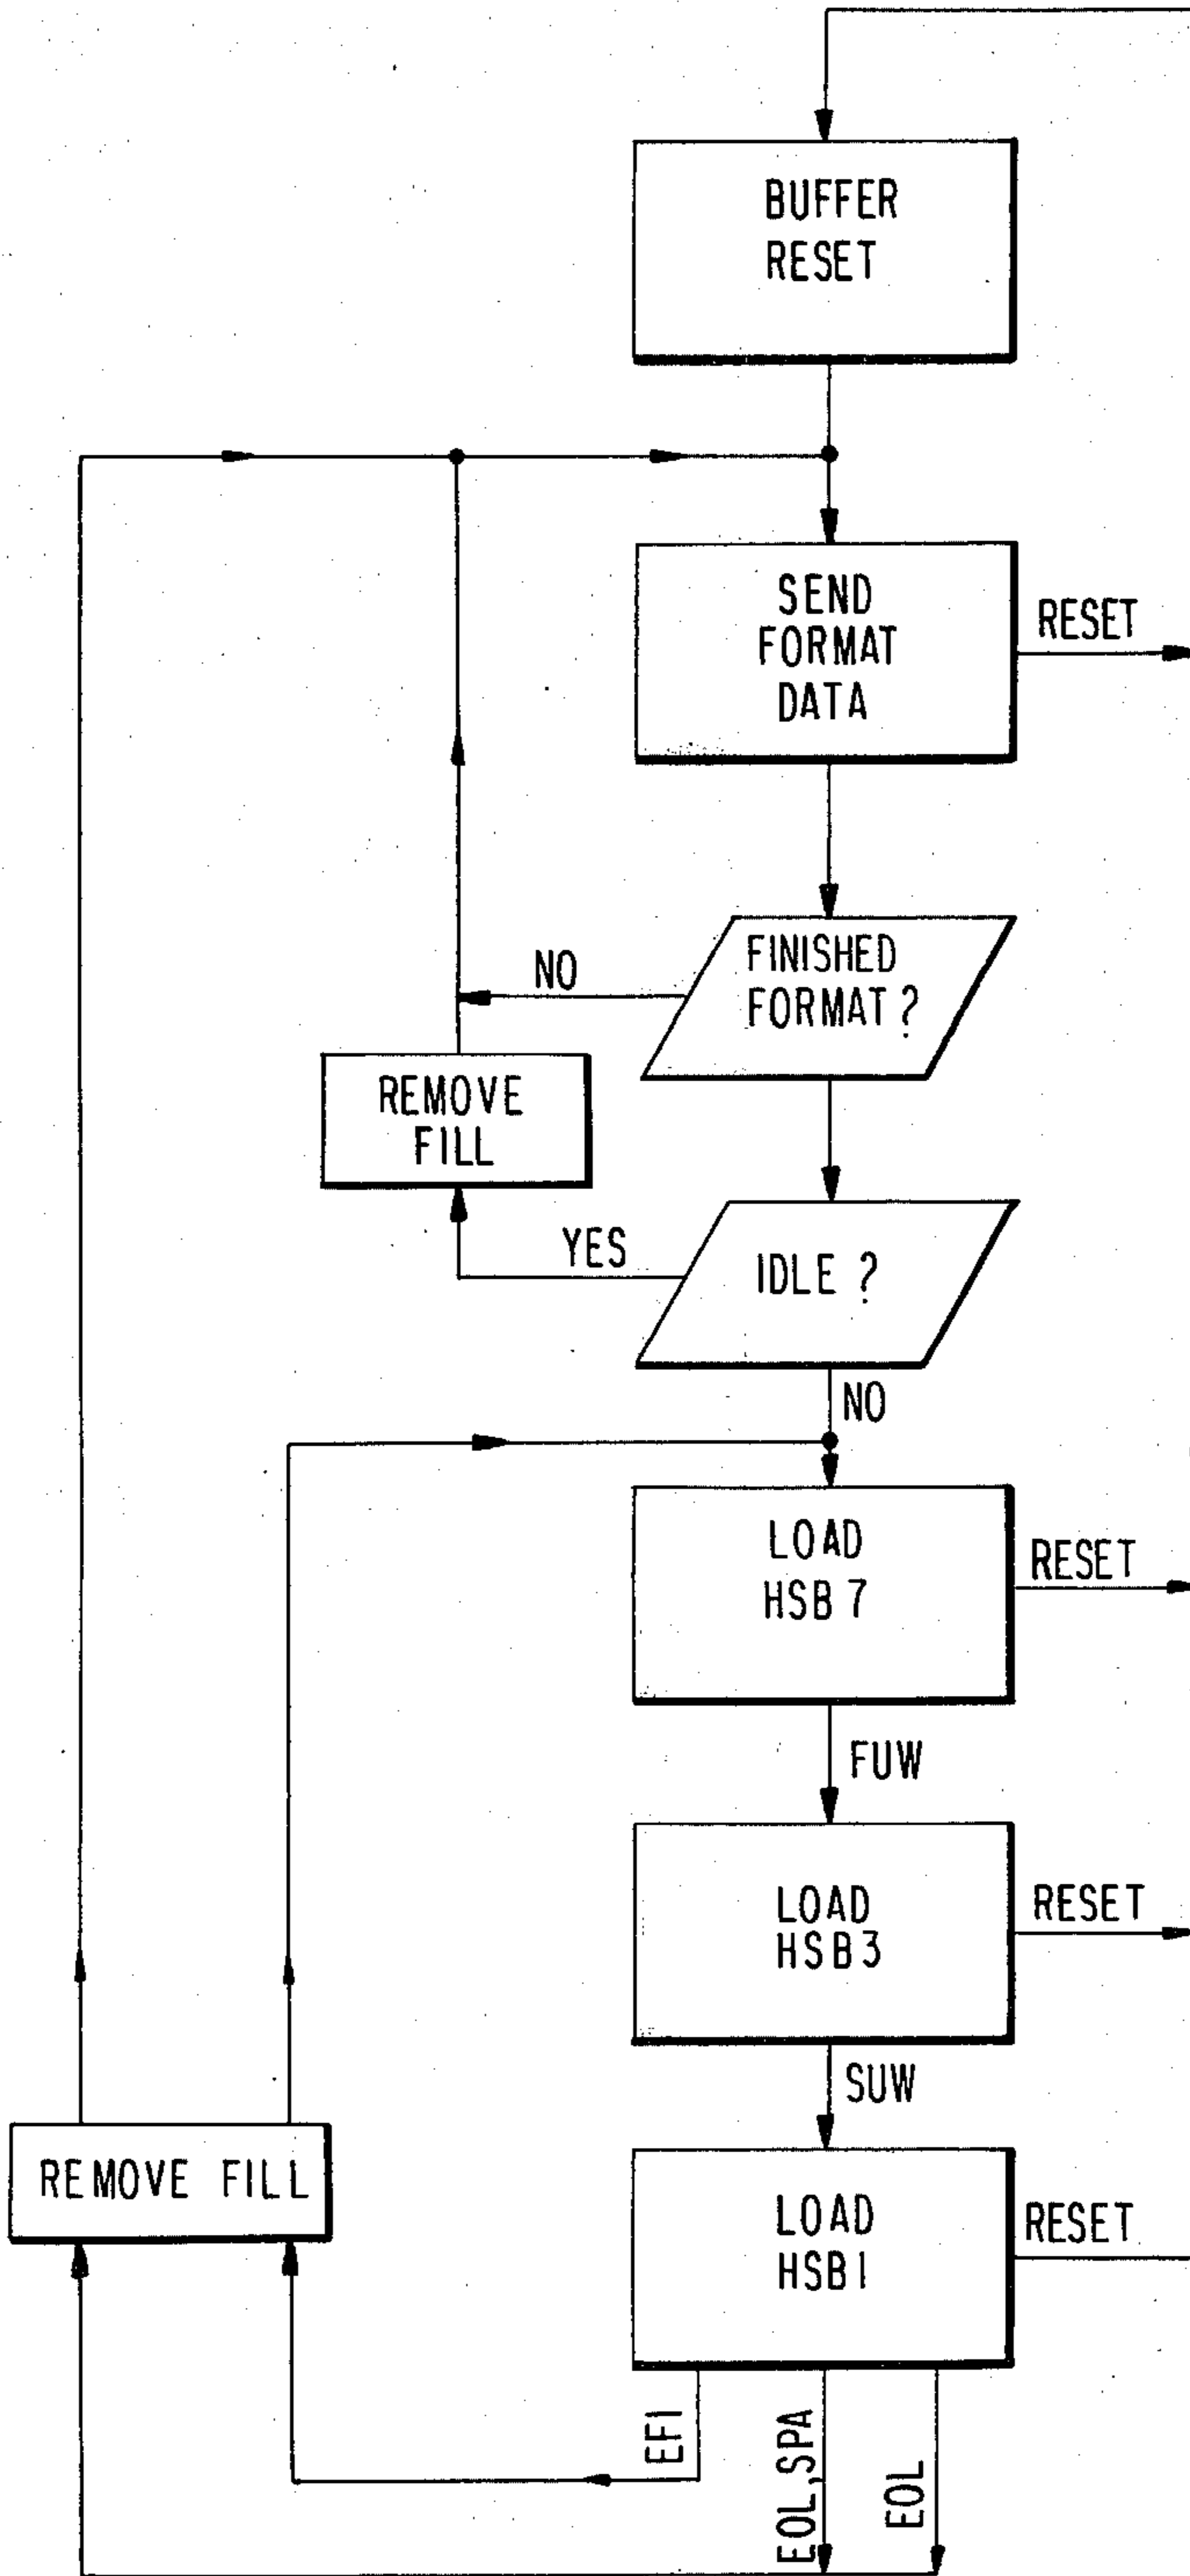 BUFFER
RESET
SEND
FORMAT
DATA
RESET
FINISHED
FORMAT?
NO
REMOVE
FILL
YES
IDLE?
NO
LOAD
HSB 7
RESET
FUW
LOAD
HSB3
RESET
SUW
REMOVE FILL
LOAD
HSB1
RESET
EF1
EOL,SPA
EOL